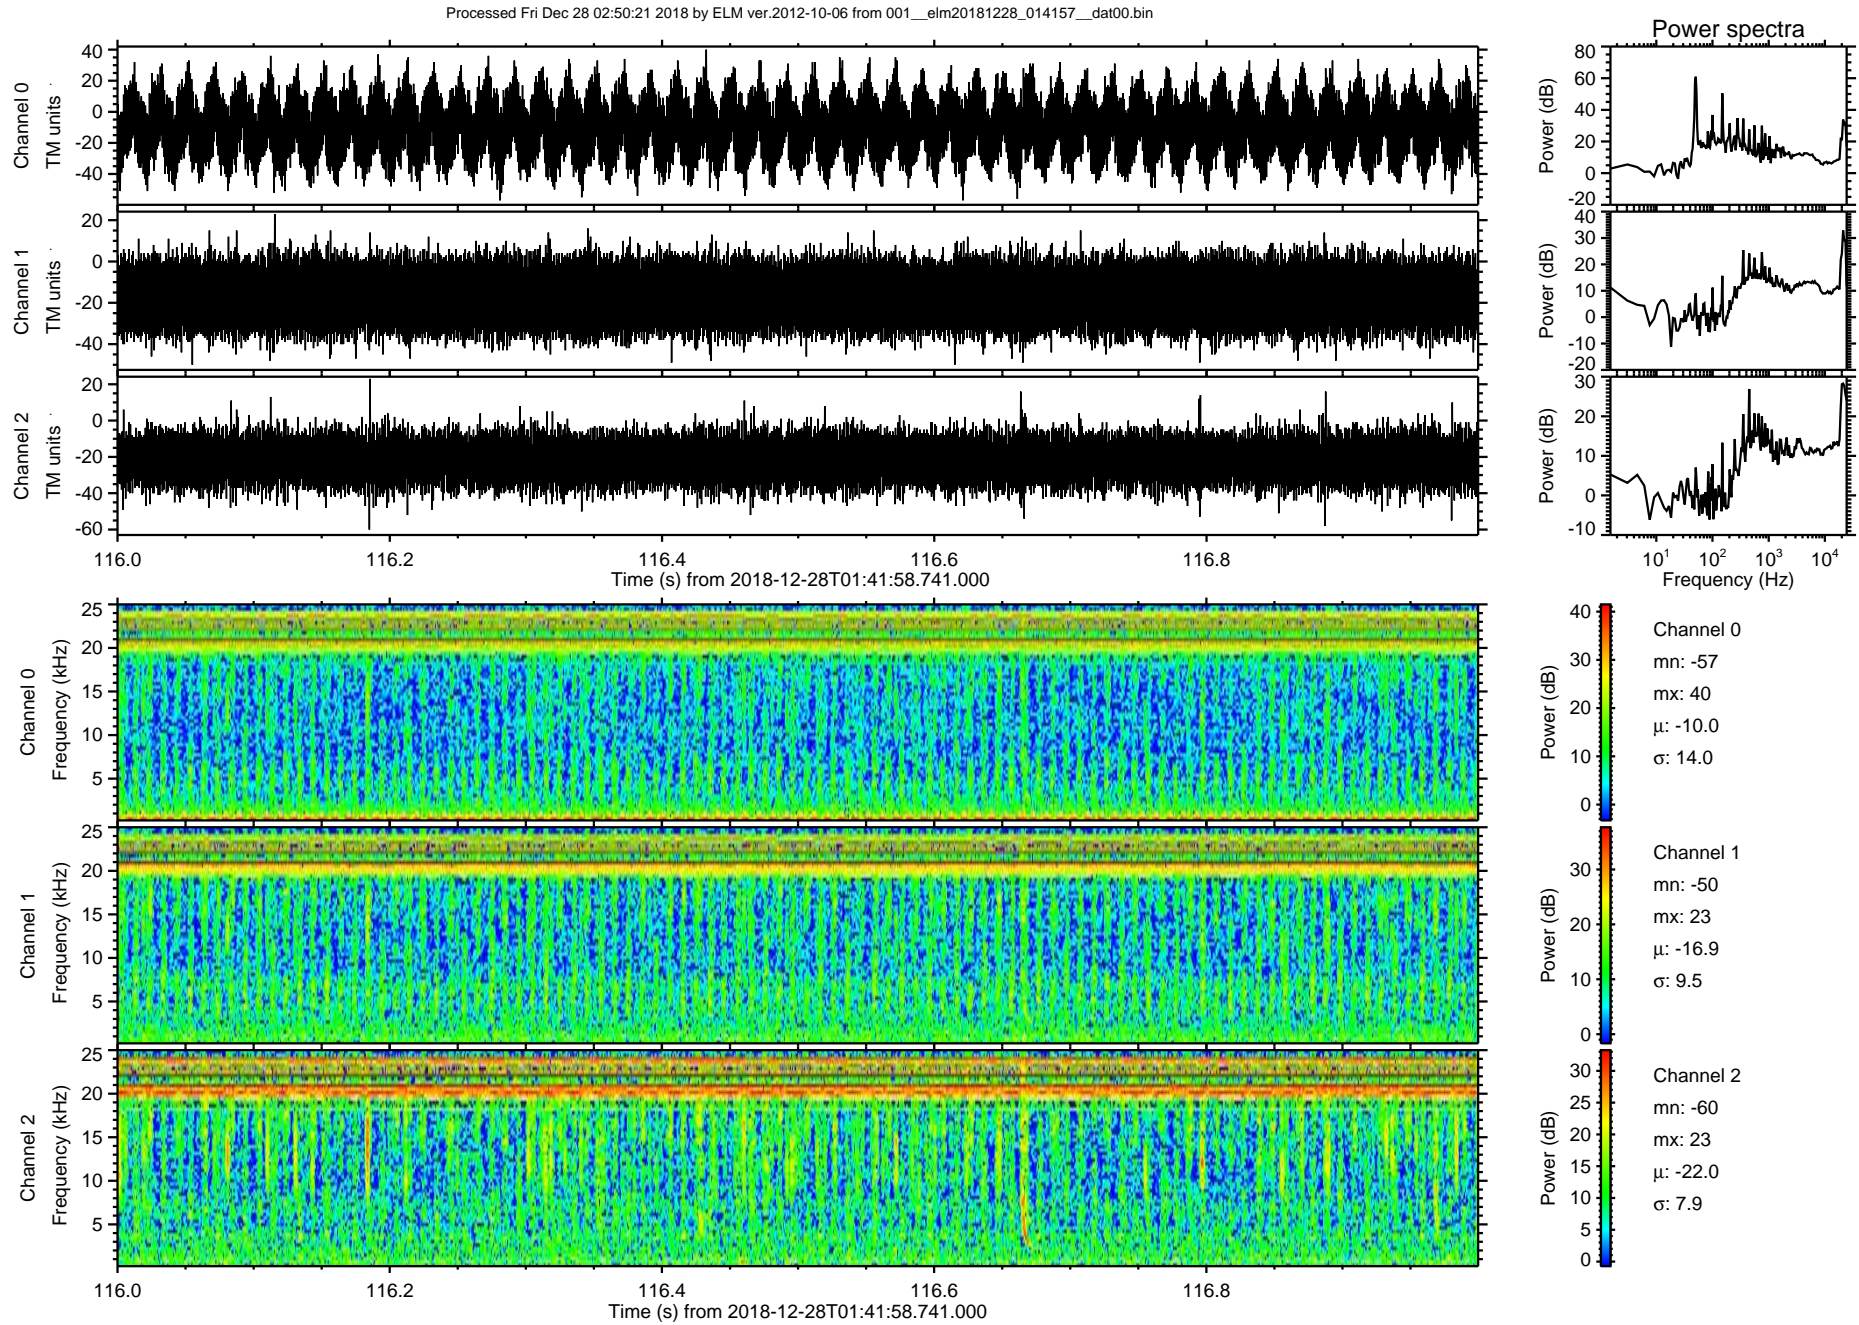 Processed Fri Dec 28 02:50:21 2018 by ELM ver.2012-10-06 from 001__elm20181228_014157__dat00.bin
Power spectra
Channel 0
TM units
40
20
0
-20
-40
Power (dB)
80
60
40
20
0
-20
Channel 1
TM units
20
0
-20
-40
Power (dB)
40
30
20
10
0
-10
-20
Channel 2
TM units
20
0
-20
-40
-60
Power (dB)
30
20
10
0
-10
116.0 116.2 116.4 116.6 116.8
Time (s) from 2018-12-28T01:41:58.741.000
10¹ 10² 10³ 10⁴
Frequency (Hz)
Channel 0
Frequency (kHz)
25
20
15
10
5
Power (dB)
40
30
20
10
0
Channel 0
mn: -57
mx: 40
μ: -10.0
σ: 14.0
Channel 1
Frequency (kHz)
25
20
15
10
5
Power (dB)
30
20
10
0
Channel 1
mn: -50
mx: 23
μ: -16.9
σ: 9.5
Channel 2
Frequency (kHz)
25
20
15
10
5
Power (dB)
30
25
20
15
10
5
0
Channel 2
mn: -60
mx: 23
μ: -22.0
σ: 7.9
116.0 116.2 116.4 116.6 116.8
Time (s) from 2018-12-28T01:41:58.741.000